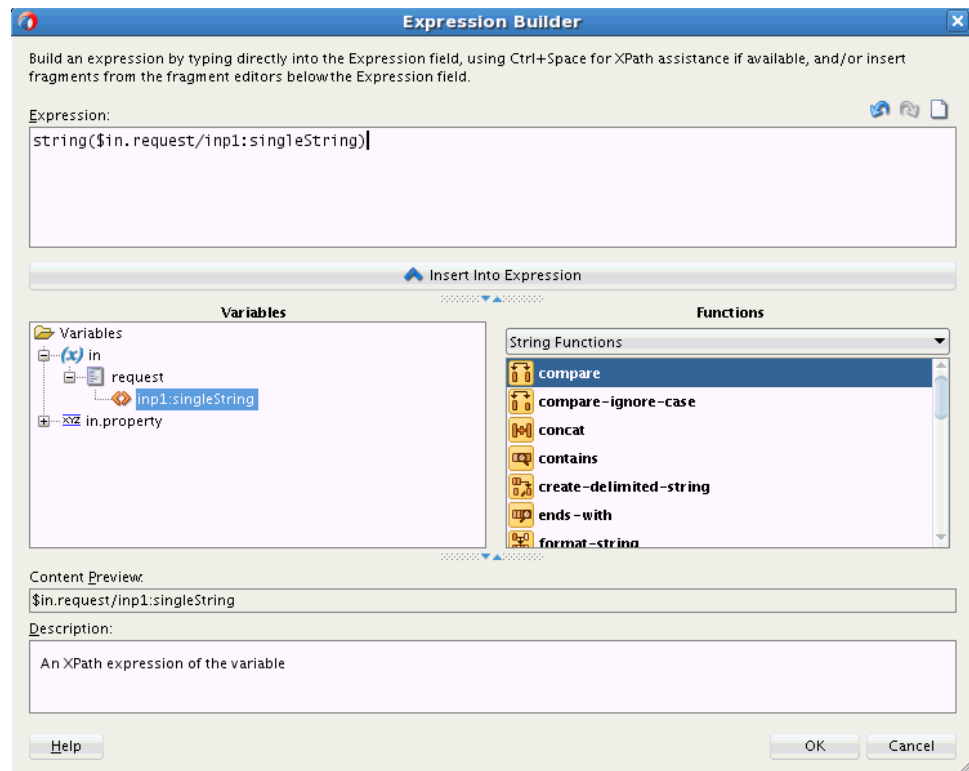 Expression Builder
Build an expression by typing directly into the Expression field, using Ctrl+Space for XPath assistance if available, and/or insert
fragments from the fragment editors below the Expression field.
Expression:
string($in.request/inp1:singleString)
Insert Into Expression
Variables
Functions
Variables
String Functions
(x) in
compare
request
compare-ignore-case
inp1:singleString
concat
XYZ in.property
contains
create-delimited-string
ends-with
format-string
Content Preview:
$in.request/inp1:singleString
Description:
An XPath expression of the variable
Help
OK
Cancel